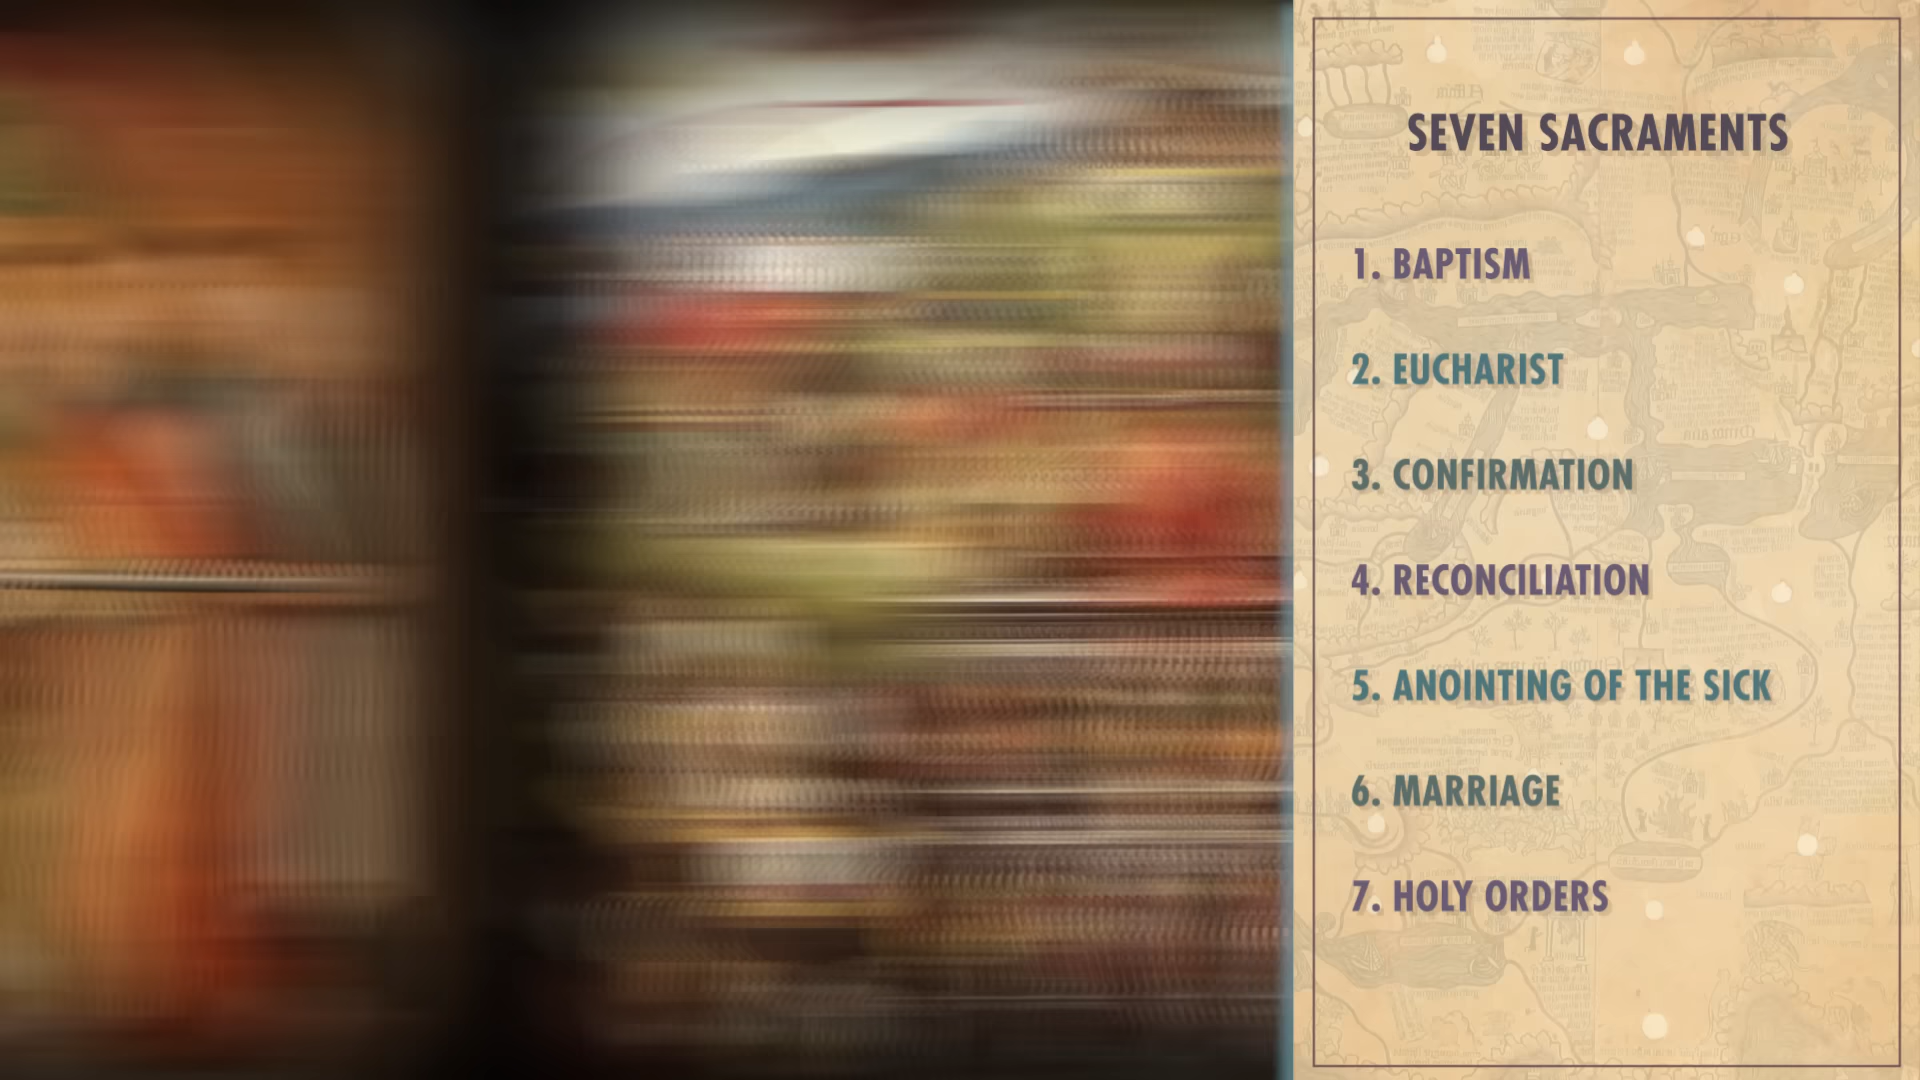 SEVEN SACRAMENTS
1. BAPTISM
2. EUCHARIST
3. CONFIRMATION
4. RECONCILIATION
5. ANOINTING OF THE SICK
6. MARRIAGE
7. HOLY ORDERS